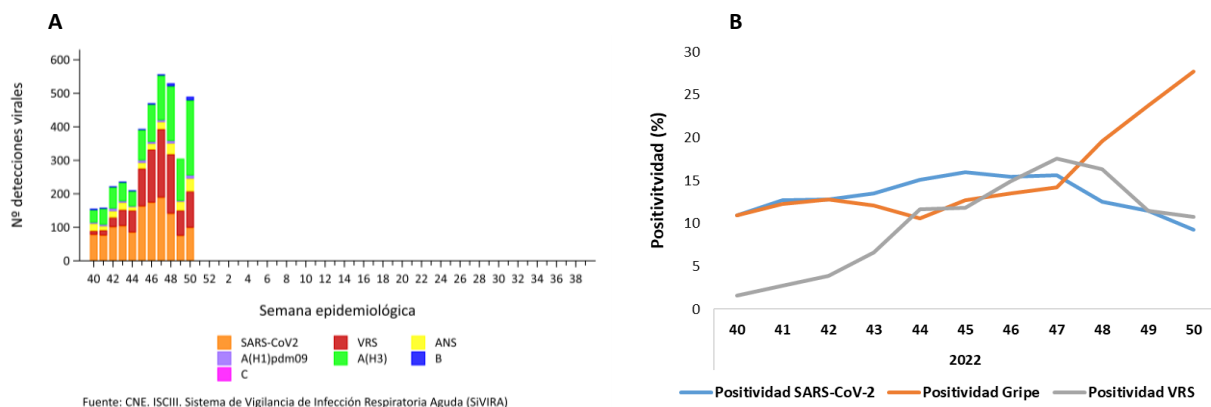 A
Nº detecciones virales
600
500
400
300
200
100
0
40 42 44 46 48 50 52 2 4 6 8 10 12 14 16 18 20 22 24 26 28 30 32 34 36 38
Semana epidemiológica
SARS-CoV2 VRS ANS
A(H1)pdm09 A(H3) B
C
Fuente: CNE. ISCIII. Sistema de Vigilancia de Infección Respiratoria Aguda (SiVIRA)
B
Positivitvidad (%)
30
25
20
15
10
5
0
40 41 42 43 44 45 46 47 48 49 50
2022
Positividad SARS-CoV-2 Positividad Gripe Positividad VRS